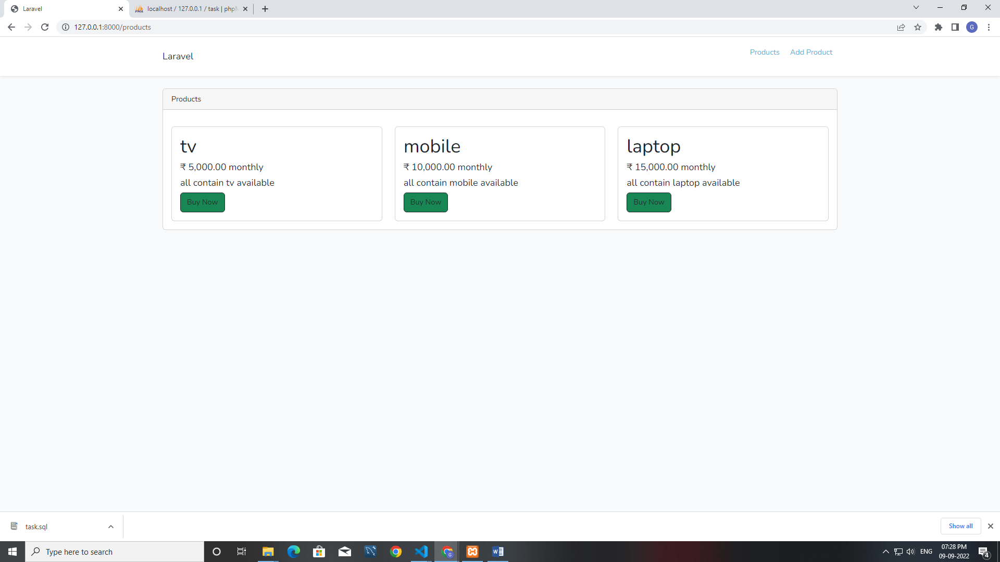 Laravel
localhost / 127.0.0.1 / task | php
127.0.0.1:8000/products
G
Laravel
Products
Add Product
Products
tv
₹ 5,000.00 monthly
all contain tv available
Buy Now
mobile
₹ 10,000.00 monthly
all contain mobile available
Buy Now
laptop
₹ 15,000.00 monthly
all contain laptop available
Buy Now
task.sql
Show all
Type here to search
ENG
07:28 PM
09-09-2022
4